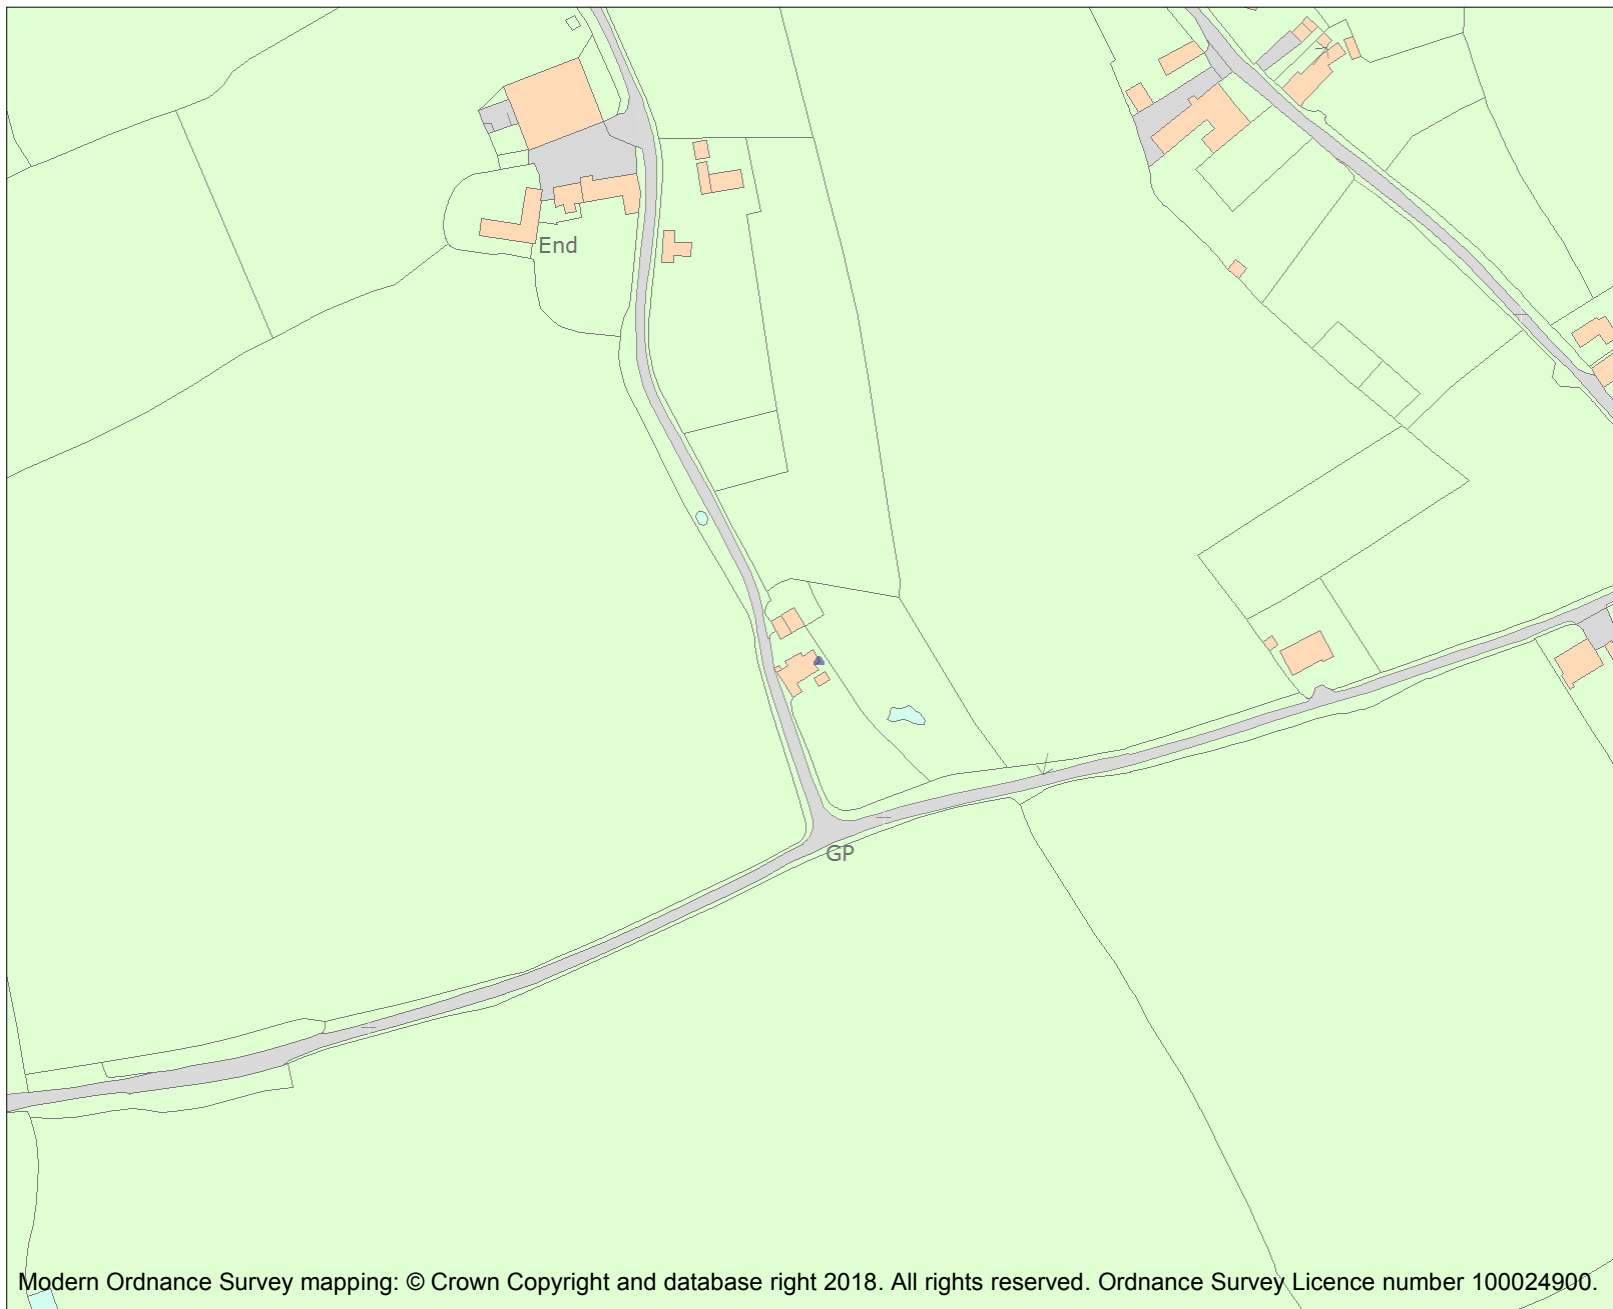 End
GP
Modern Ordnance Survey mapping: © Crown Copyright and database right 2018. All rights reserved. Ordnance Survey Licence number 100024900.